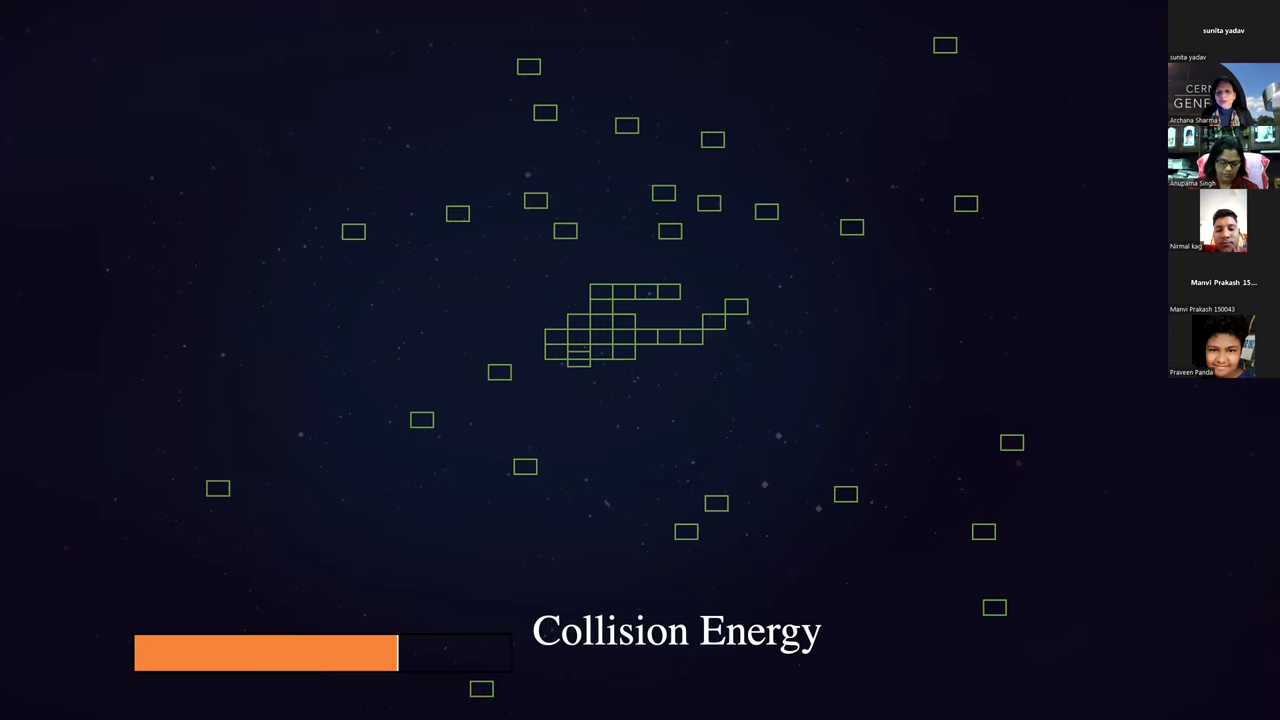 Collision Energy
sunita yadav
sunita yadav
CERN
GENE
Archana Sharma
Anupama Singh
Nirmal kag
Manvi Prakash 15...
Manvi Prakash 150043
Praveen Panda